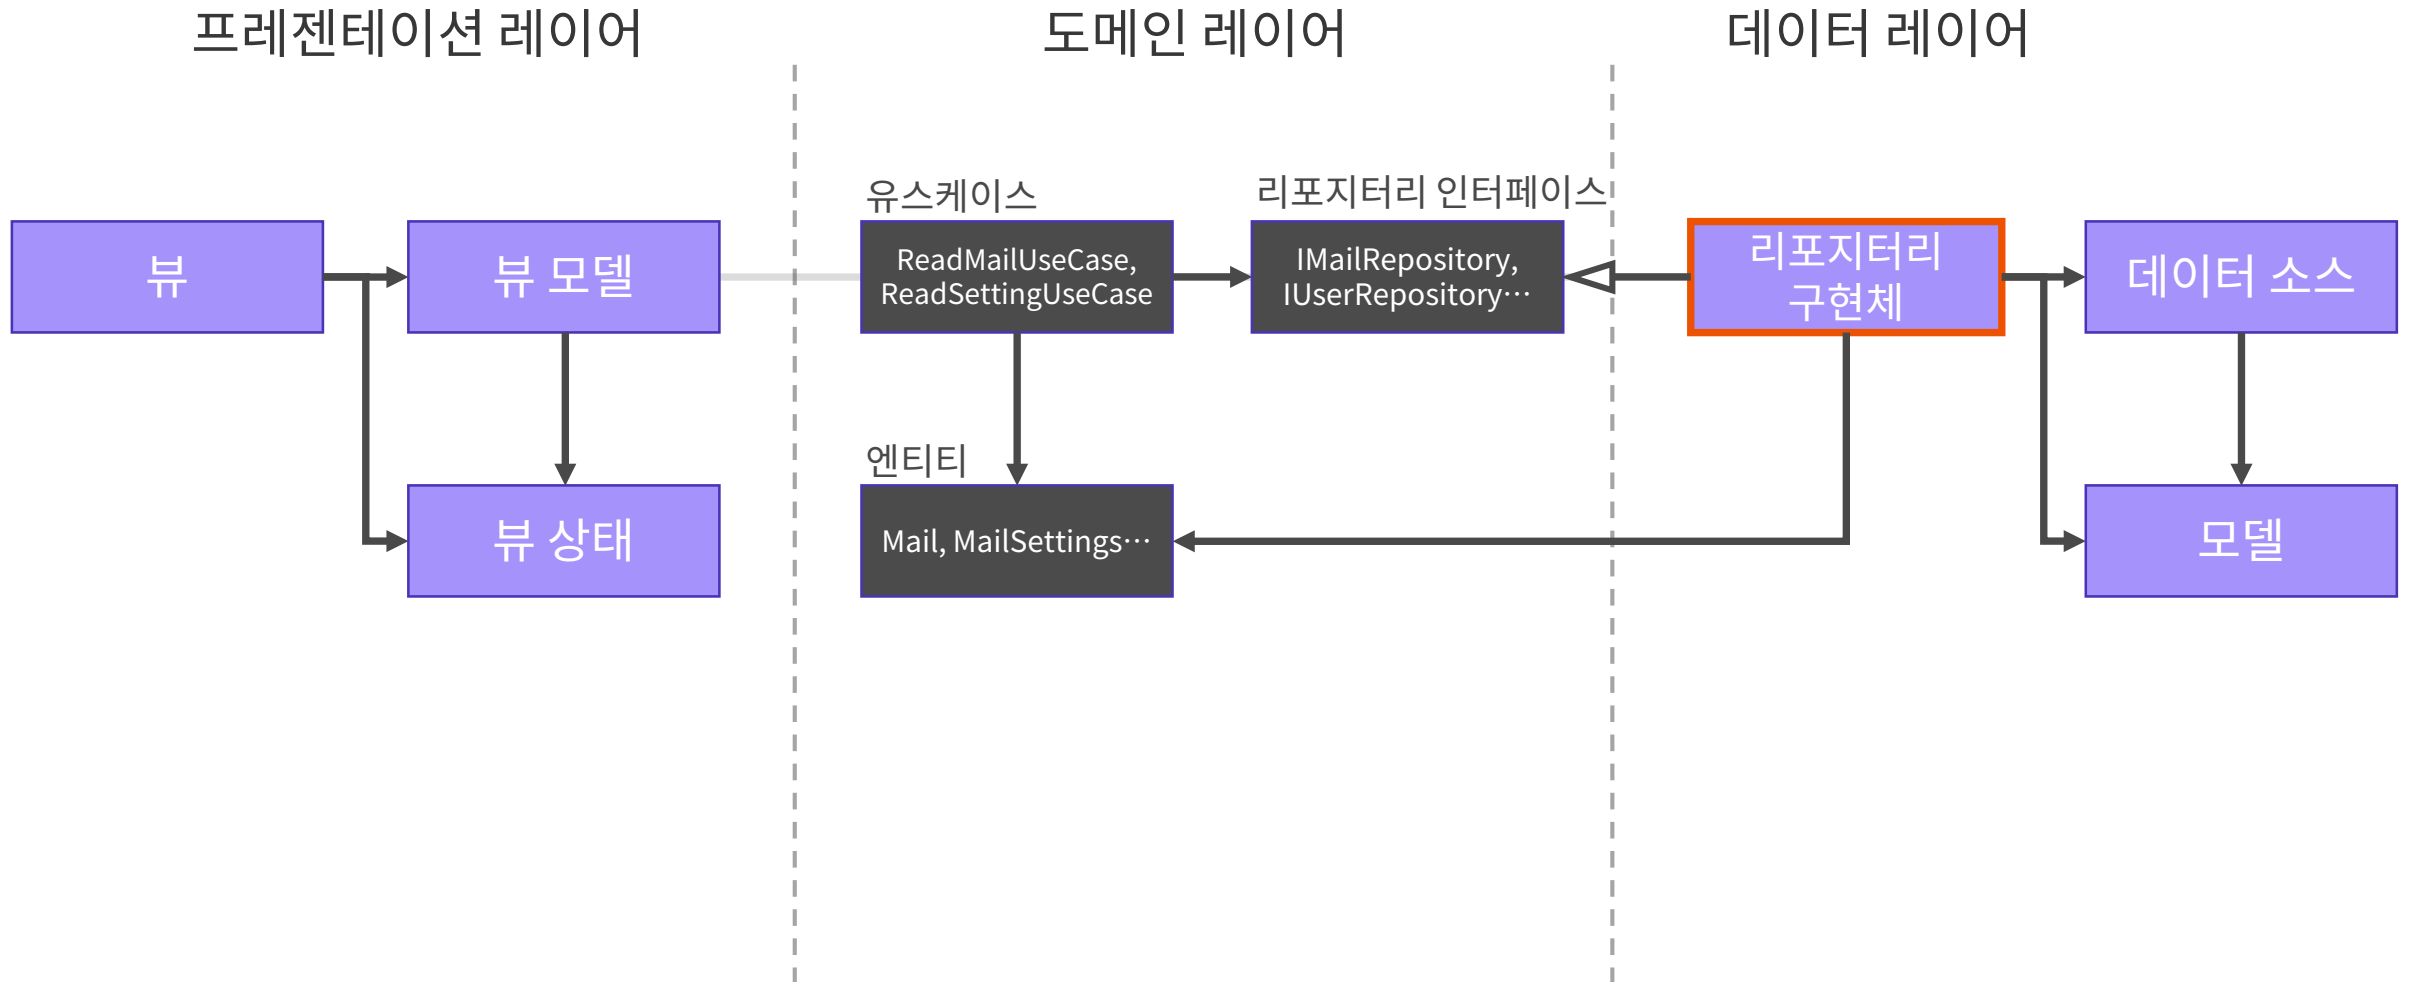 프레젠테이션 레이어
도메인 레이어
데이터 레이어
유스케이스
리포지터리 인터페이스
뷰
뷰 모델
ReadMailUseCase,
ReadSettingUseCase
IMailRepository,
IUserRepository…
리포지터리
구현체
데이터 소스
엔티티
뷰 상태
Mail, MailSettings…
모델